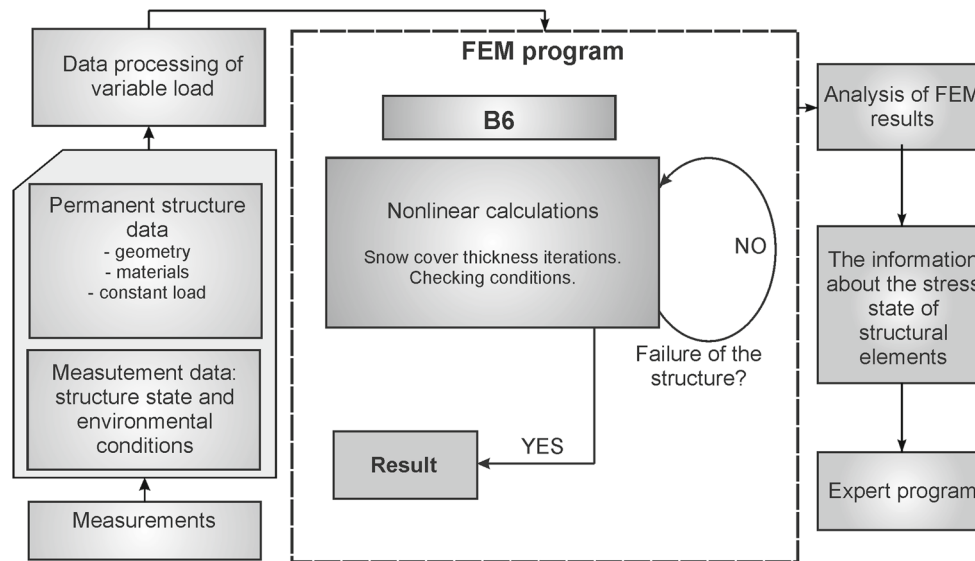 Data processing of
variable load
Permanent structure
data
- geometry
- materials
- constant load
Measutement data:
structure state and
environmental
conditions
Measurements
FEM program
B6
Nonlinear calculations
Snow cover thickness iterations.
Checking conditions.
NO
Failure of the
structure?
YES
Result
Analysis of FEM
results
The information
about the stress
state of
structural
elements
Expert program